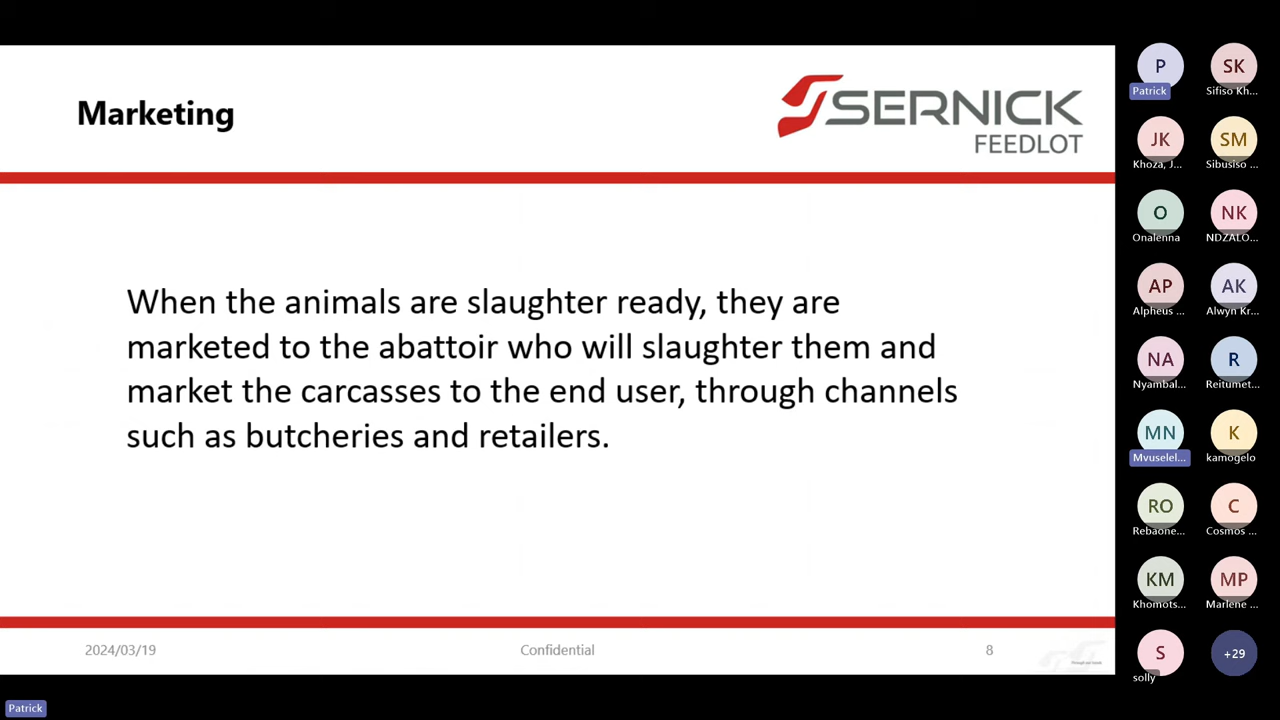 Marketing
SERNICK
FEEDLOT
When the animals are slaughter ready, they are
marketed to the abattoir who will slaughter them and
market the carcasses to the end user, through channels
such as butcheries and retailers.
2024/03/19
Confidential
8
P
Patrick
SK
Sifiso Kh...
JK
Khoza, J...
SM
Sibusiso ...
O
Onalenna
NK
NDZALO...
AP
Alpheus ...
AK
Alwyn Kr...
NA
Nyambal...
R
Reitumet...
MN
Mvuselel...
K
kamogelo
RO
Rebaone...
C
Cosmos ...
KM
Khomots...
MP
Marlene ...
S
solly
+29
Patrick